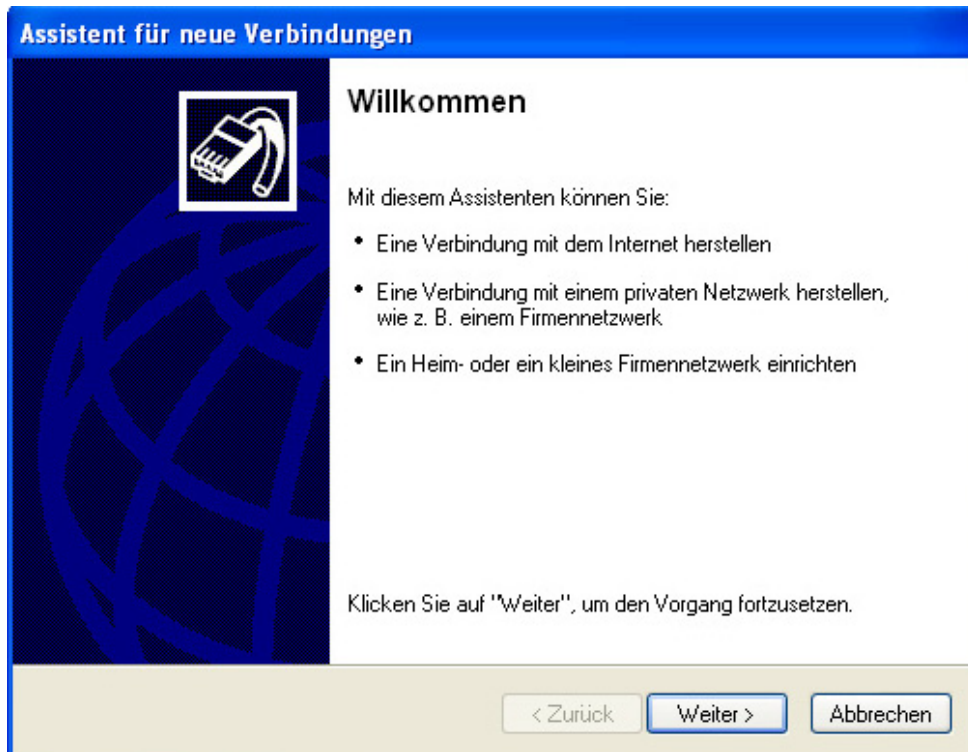 Assistent für neue Verbindungen
Willkommen
Mit diesem Assistenten können Sie:
• Eine Verbindung mit dem Internet herstellen
• Eine Verbindung mit einem privaten Netzwerk herstellen,
wie z. B. einem Firmennetzwerk
• Ein Heim- oder ein kleines Firmennetzwerk einrichten
Klicken Sie auf "Weiter", um den Vorgang fortzusetzen.
< Zurück Weiter > Abbrechen